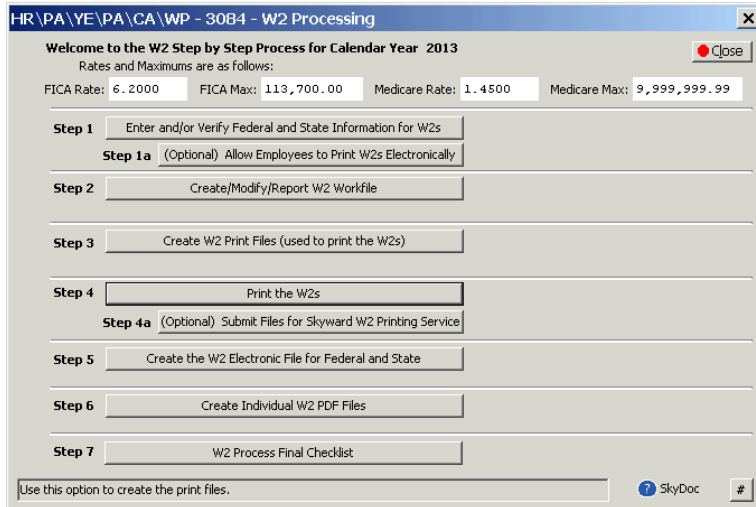 HR\PA\YE\PA\CA\WP - 3084 - W2 Processing
Welcome to the W2 Step by Step Process for Calendar Year 2013
Close
Rates and Maximums are as follows:
FICA Rate: 6.2000 FICA Max: 113,700.00 Medicare Rate: 1.4500 Medicare Max: 9,999,999.99
Step 1 Enter and/or Verify Federal and State Information for W2s
Step 1a (Optional) Allow Employees to Print W2s Electronically
Step 2 Create/Modify/Report W2 Workfile
Step 3 Create W2 Print Files (used to print the W2s)
Step 4 Print the W2s
Step 4a (Optional) Submit Files for Skyward W2 Printing Service
Step 5 Create the W2 Electronic File for Federal and State
Step 6 Create Individual W2 PDF Files
Step 7 W2 Process Final Checklist
Use this option to create the print files. ? SkyDoc #